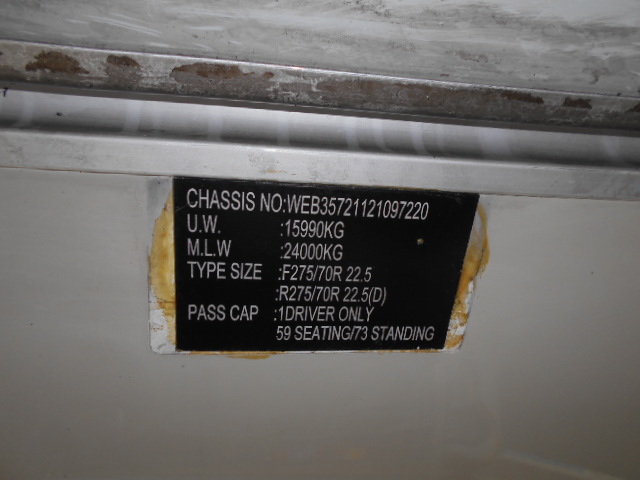 CHASSIS NO:WEB35721121097220
U.W. :15990KG
M.L.W :24000KG
TYPE SIZE :F275/70R 22.5
:R275/70R 22.5(D)
PASS CAP :1DRIVER ONLY
59 SEATING/73 STANDING